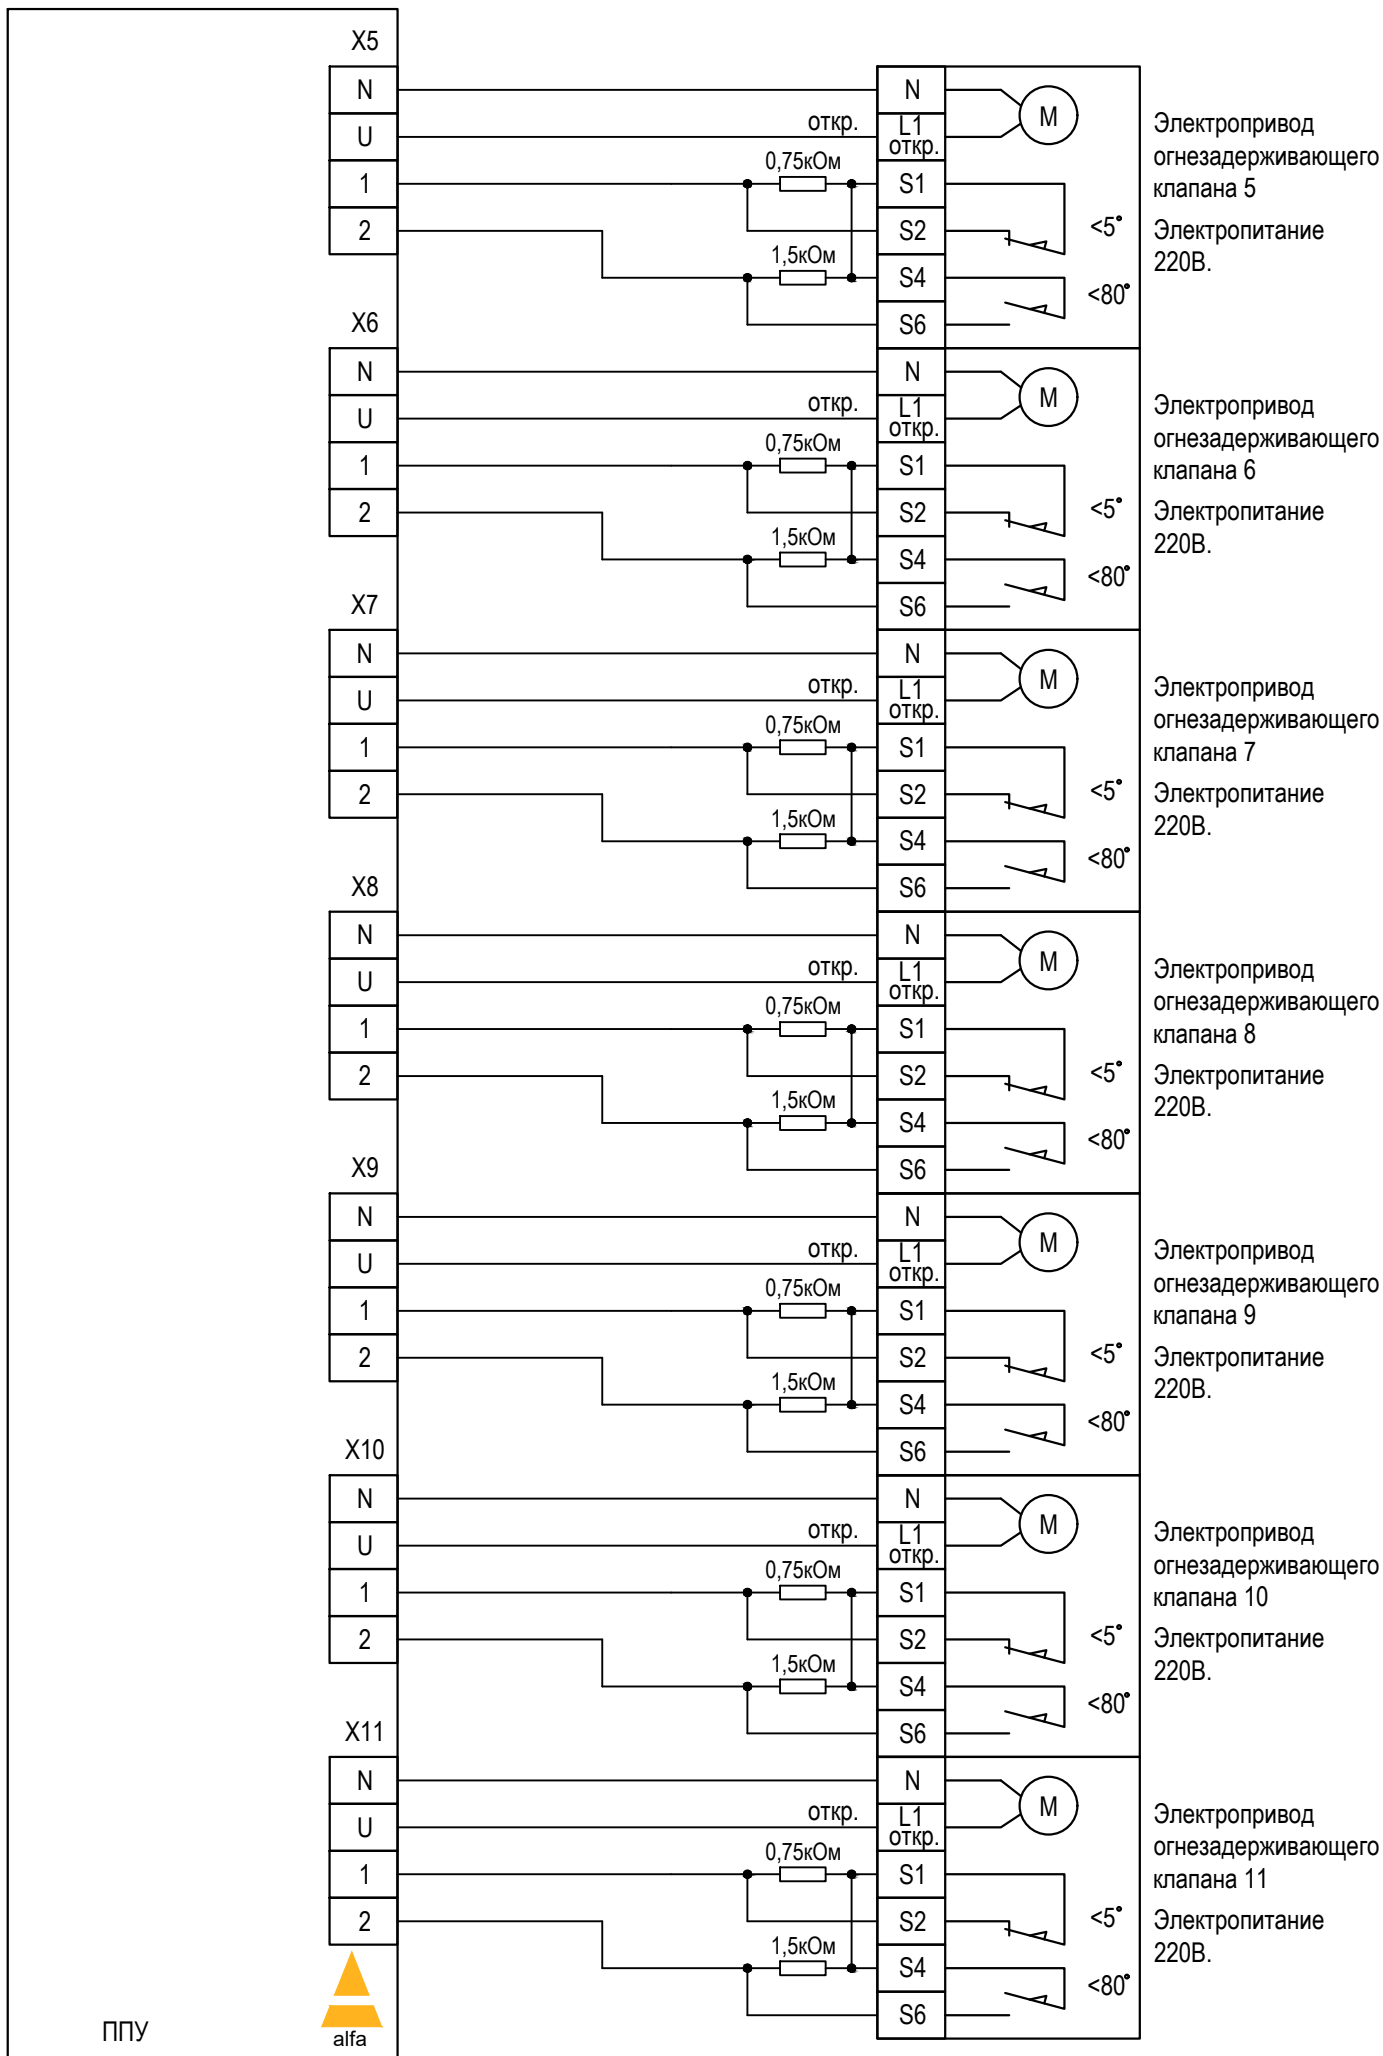 X5
N
U
1
2
откр.
0,75кОм
1,5кОм
N
L1
откр.
S1
S2
S4
S6
M
<5°
<80°
Электропривод
огнезадерживающего
клапана 5
Электропитание
220В.
X6
N
U
1
2
откр.
0,75кОм
1,5кОм
N
L1
откр.
S1
S2
S4
S6
M
<5°
<80°
Электропривод
огнезадерживающего
клапана 6
Электропитание
220В.
X7
N
U
1
2
откр.
0,75кОм
1,5кОм
N
L1
откр.
S1
S2
S4
S6
M
<5°
<80°
Электропривод
огнезадерживающего
клапана 7
Электропитание
220В.
X8
N
U
1
2
откр.
0,75кОм
1,5кОм
N
L1
откр.
S1
S2
S4
S6
M
<5°
<80°
Электропривод
огнезадерживающего
клапана 8
Электропитание
220В.
X9
N
U
1
2
откр.
0,75кОм
1,5кОм
N
L1
откр.
S1
S2
S4
S6
M
<5°
<80°
Электропривод
огнезадерживающего
клапана 9
Электропитание
220В.
X10
N
U
1
2
откр.
0,75кОм
1,5кОм
N
L1
откр.
S1
S2
S4
S6
M
<5°
<80°
Электропривод
огнезадерживающего
клапана 10
Электропитание
220В.
X11
N
U
1
2
откр.
0,75кОм
1,5кОм
N
L1
откр.
S1
S2
S4
S6
M
<5°
<80°
Электропривод
огнезадерживающего
клапана 11
Электропитание
220В.
ППУ
alfa